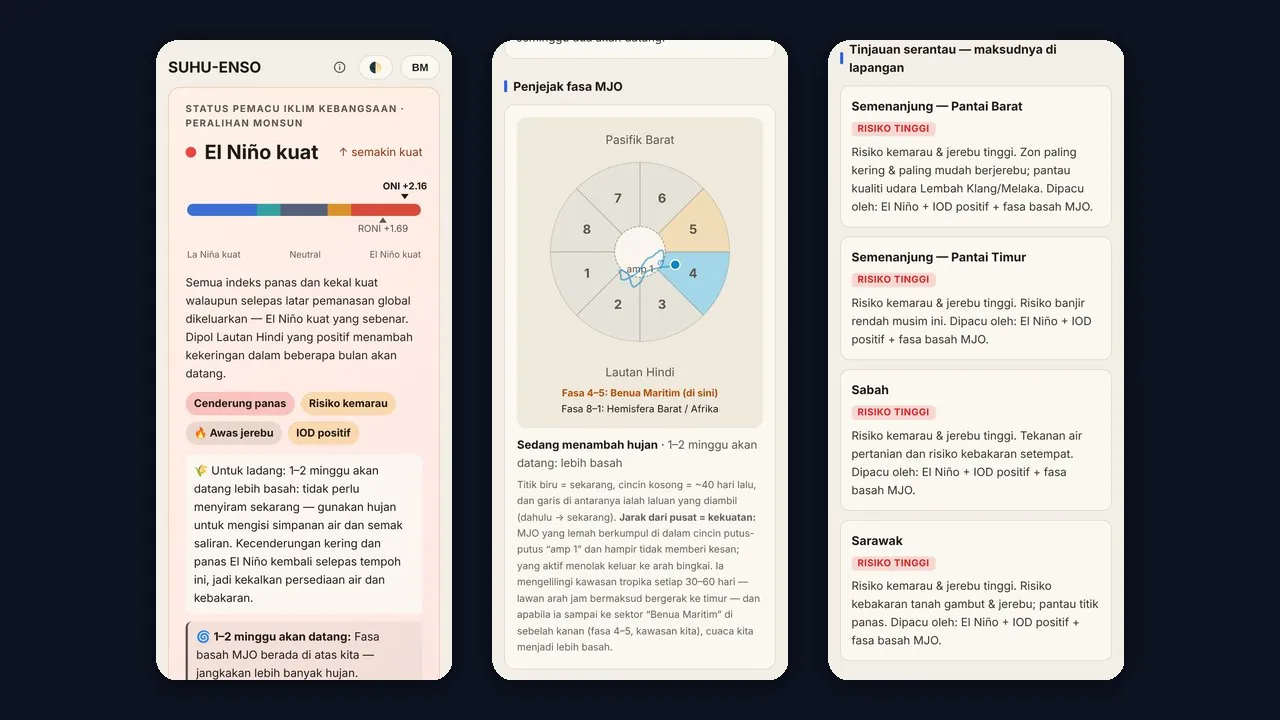 SUHU-ENSO
BM
STATUS PEMACU IKLIM KEBANGSAAN ·
PERALIHAN MONSUN
El Niño kuat
↑ semakin kuat
ONI +2.16
RONI +1.69
La Niña kuat
Neutral
El Niño kuat
Semua indeks panas dan kekal kuat
walaupun selepas latar pemanasan global
dikeluarkan — El Niño kuat yang sebenar.
Dipol Lautan Hindi yang positif menambah
kekeringan dalam beberapa bulan akan
datang.
Cenderung panas
Risiko kemarau
🔥 Awas jerebu
IOD positif
🌾 Untuk ladang: 1–2 minggu akan
datang lebih basah: tidak perlu
menyiram sekarang — gunakan hujan
untuk mengisi simpanan air dan semak
saliran. Kecenderungan kering dan
panas El Niño kembali selepas tempoh
ini, jadi kekalkan persediaan air dan
kebakaran.
🌀 1–2 minggu akan datang: Fasa
basah MJO berada di atas kita —
jangkakan lebih banyak hujan.
Penjejak fasa MJO
Pasifik Barat
7
6
8
5
amp 1
1
4
2
3
Lautan Hindi
Fasa 4–5: Benua Maritim (di sini)
Fasa 8–1: Hemisfera Barat / Afrika
Sedang menambah hujan · 1–2 minggu akan
datang: lebih basah
Titik biru = sekarang, cincin kosong = ~40 hari lalu,
dan garis di antaranya ialah laluan yang diambil
(dahulu → sekarang). Jarak dari pusat = kekuatan:
MJO yang lemah berkumpul di dalam cincin putus-
putus “amp 1” dan hampir tidak memberi kesan;
yang aktif menolak keluar ke arah bingkai. Ia
mengelilingi kawasan tropika setiap 30–60 hari —
lawan arah jam bermaksud bergerak ke timur — dan
apabila ia sampai ke sektor “Benua Maritim” di
sebelah kanan (fasa 4–5, kawasan kita), cuaca kita
menjadi lebih basah.
Tinjauan serantau — maksudnya di
lapangan
Semenanjung — Pantai Barat
RISIKO TINGGI
Risiko kemarau & jerebu tinggi. Zon paling
kering & paling mudah berjerebu; pantau
kualiti udara Lembah Klang/Melaka. Dipacu
oleh: El Niño + IOD positif + fasa basah MJO.
Semenanjung — Pantai Timur
RISIKO TINGGI
Risiko kemarau & jerebu tinggi. Risiko banjir
rendah musim ini. Dipacu oleh: El Niño + IOD
positif + fasa basah MJO.
Sabah
RISIKO TINGGI
Risiko kemarau & jerebu tinggi. Tekanan air
pertanian dan risiko kebakaran setempat.
Dipacu oleh: El Niño + IOD positif + fasa
basah MJO.
Sarawak
RISIKO TINGGI
Risiko kemarau & jerebu tinggi. Risiko
kebakaran tanah gambut & jerebu; pantau titik
panas. Dipacu oleh: El Niño + IOD positif +
fasa basah MJO.